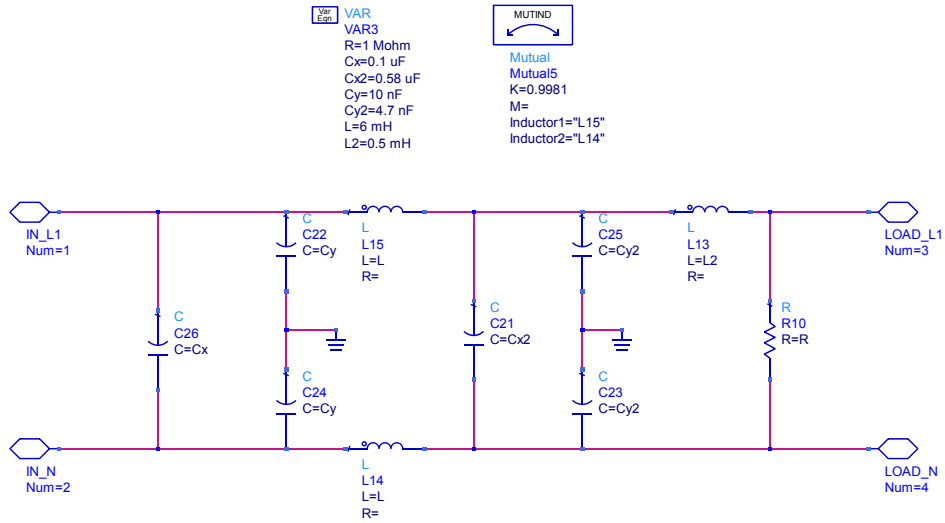 Var
Eqn
VAR
VAR3
R=1 Mohm
Cx=0.1 uF
Cx2=0.58 uF
Cy=10 nF
Cy2=4.7 nF
L=6 mH
L2=0.5 mH
MUTIND
Mutual
Mutual5
K=0.9981
M=
Inductor1="L15"
Inductor2="L14"
IN_L1
Num=1
C
C22
C=Cy
L
L15
L=L
R=
C
C25
C=Cy2
L
L13
L=L2
R=
LOAD_L1
Num=3
C
C26
C=Cx
C
C21
C=Cx2
R
R10
R=R
C
C24
C=Cy
C
C23
C=Cy2
IN_N
Num=2
L
L14
L=L
R=
LOAD_N
Num=4